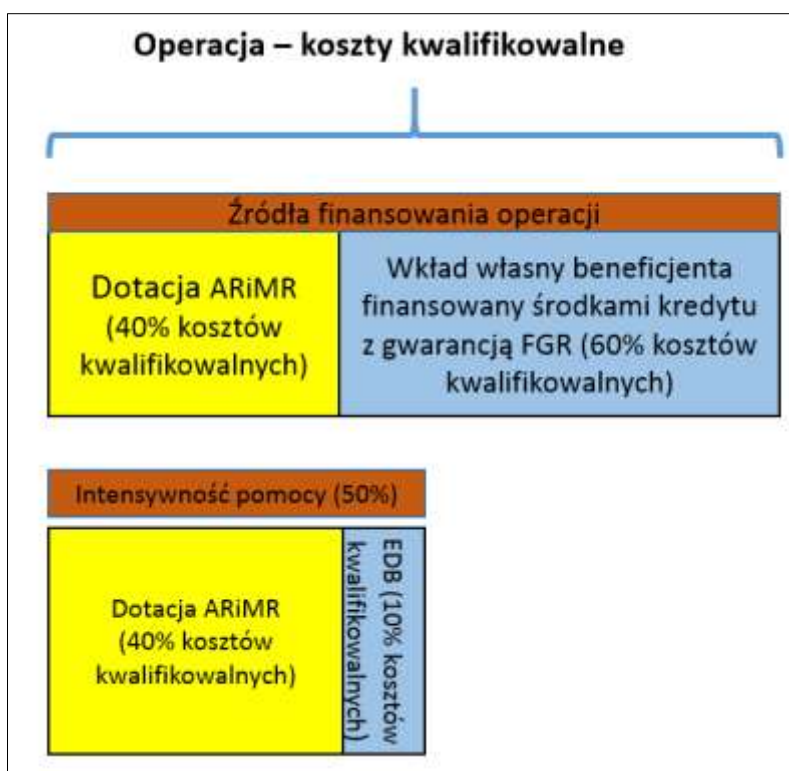 Operacja – koszty kwalifikowalne
Źródła finansowania operacji
Dotacja ARiMR
(40% kosztów
kwalifikowalnych)
Wkład własny beneficjenta
finansowany środkami kredytu
z gwarancją FGR (60% kosztów
kwalifikowalnych)
Intensywność pomocy (50%)
Dotacja ARiMR
(40% kosztów
kwalifikowalnych)
EDB (10% kosztów
kwalifikowalnych)